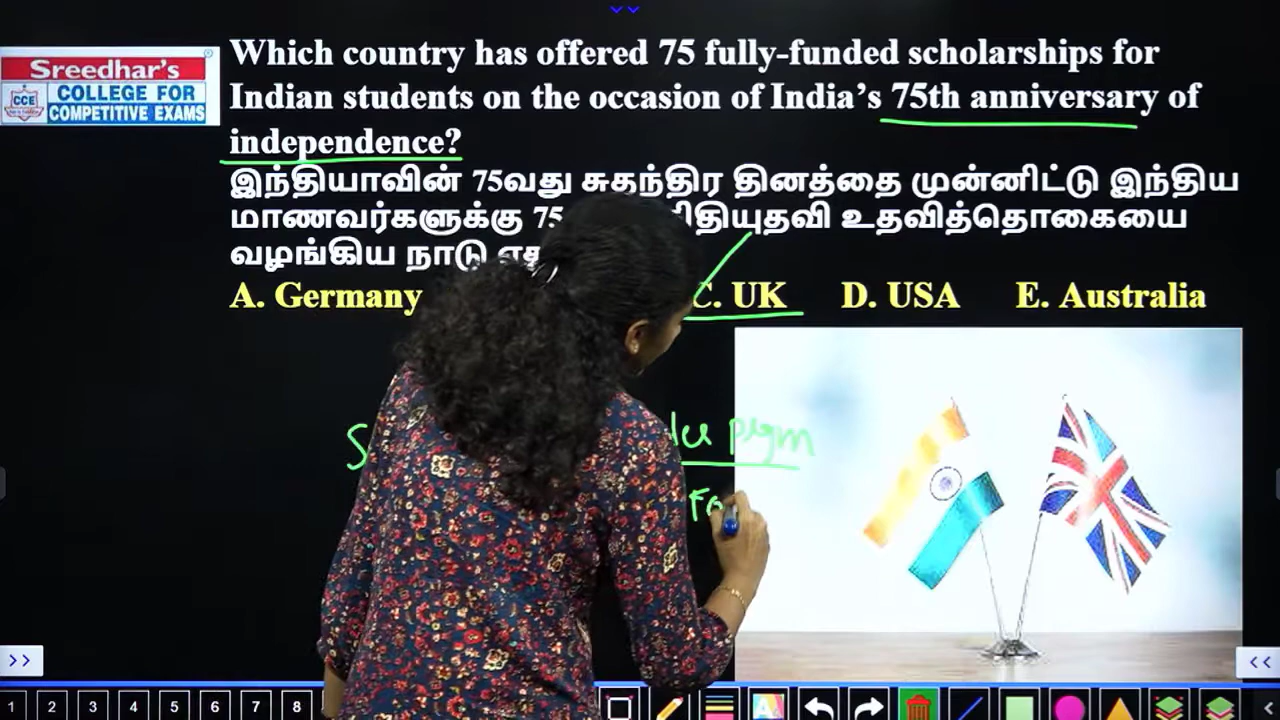 Sreedhar's
CCE
COLLEGE FOR
COMPETITIVE EXAMS
Which country has offered 75 fully-funded scholarships for
Indian students on the occasion of India’s 75th anniversary of
independence?
இந்தியாவின் 75வது சுதந்திர தினத்தை முன்னிட்டு இந்திய
மாணவர்களுக்கு 75 உதவித்தொகையை
வழங்கிய நாடு
A. Germany C. UK D. USA E. Australia
>> <<
1 2 3 4 5 6 7 8